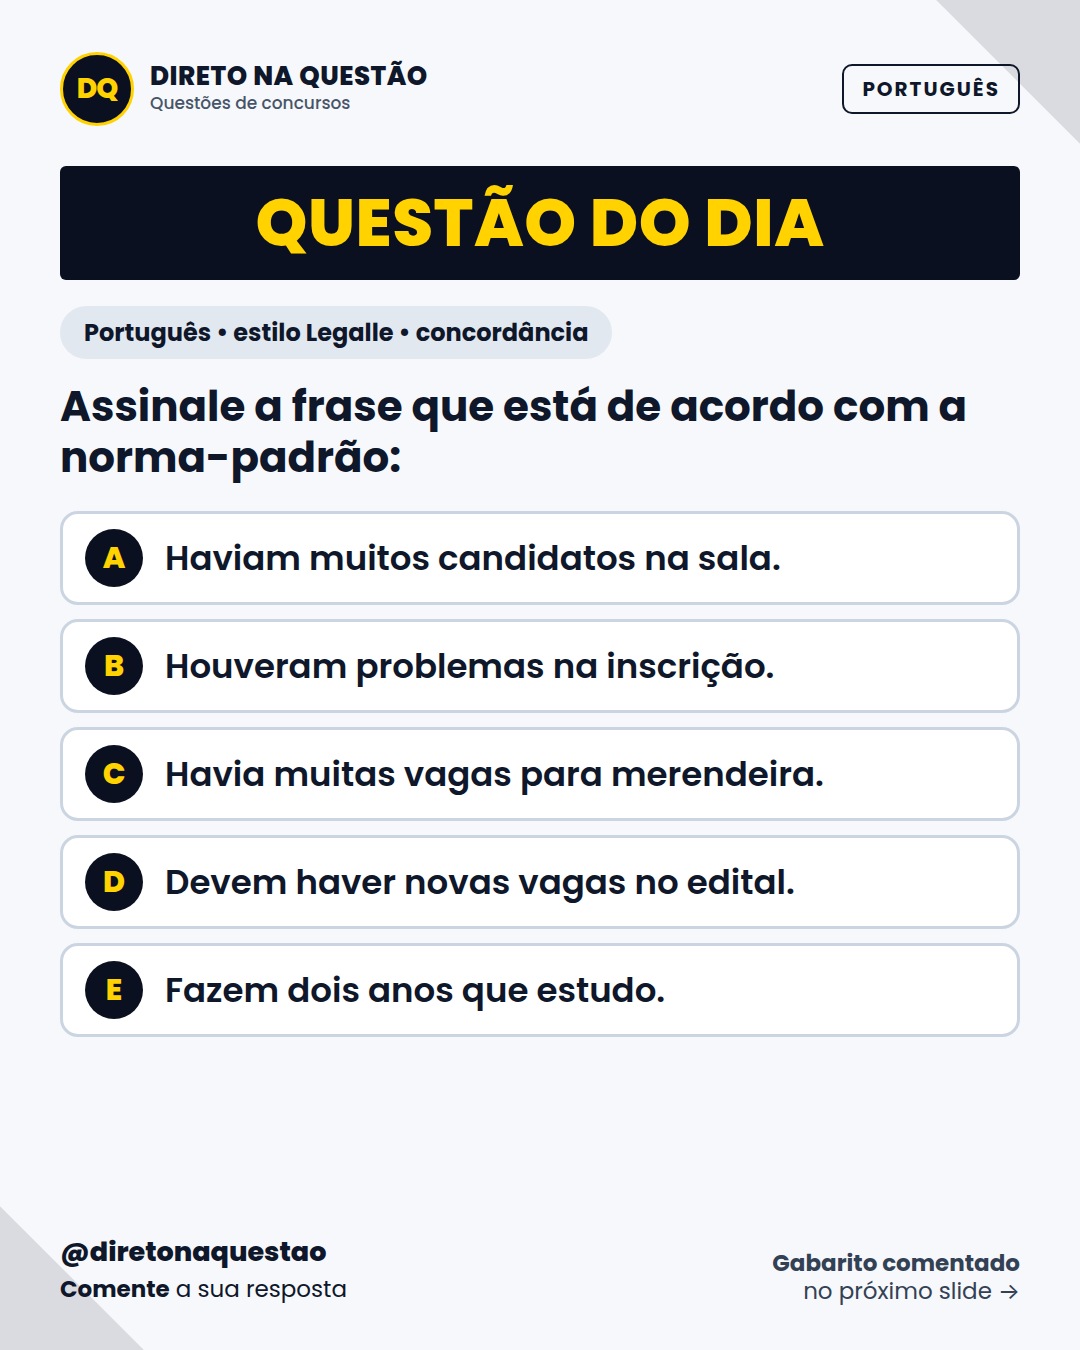 DQ
DIRETO NA QUESTÃO
Questões de concursos
PORTUGUÊS
QUESTÃO DO DIA
Português • estilo Legalle • concordância
Assinale a frase que está de acordo com a
norma-padrão:
A Haviam muitos candidatos na sala.
B Houveram problemas na inscrição.
C Havia muitas vagas para merendeira.
D Devem haver novas vagas no edital.
E Fazem dois anos que estudo.
@diretonaquestao
Comente a sua resposta
Gabarito comentado
no próximo slide →